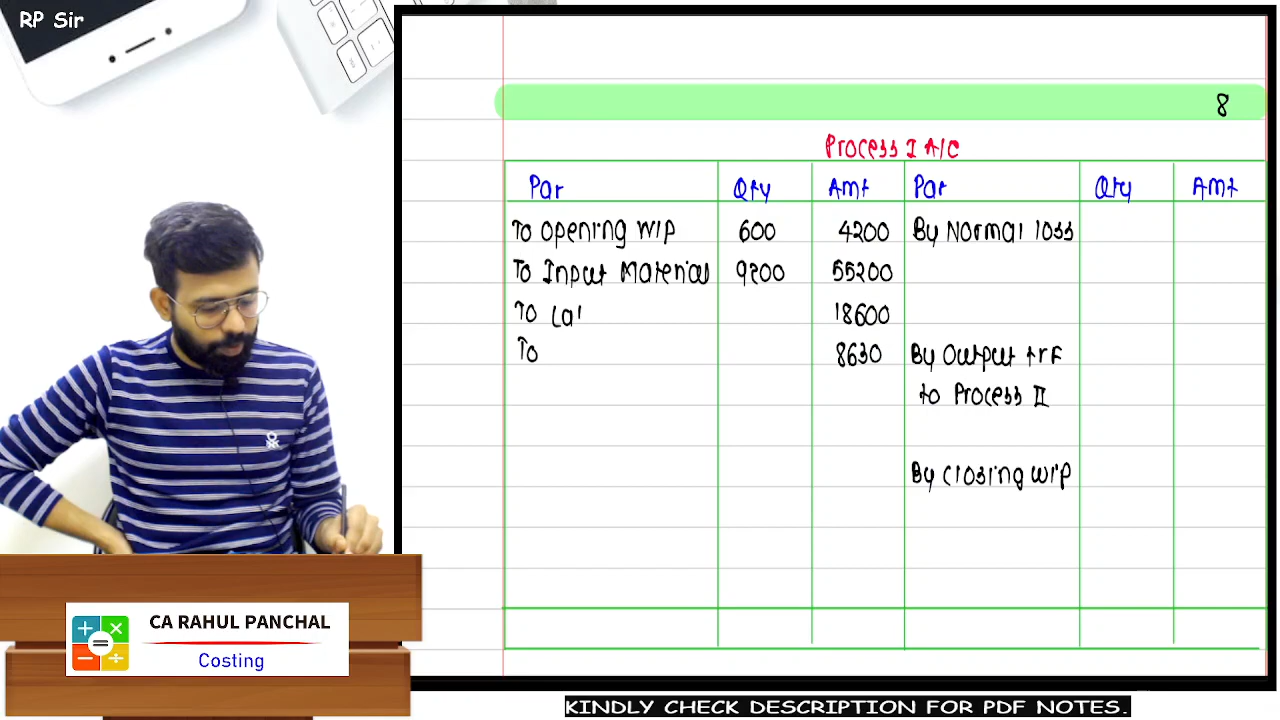 RP Sir
8
Process I A/C
Par Qty Amt Par Qty Amt
To Opening WIP 600 4200 By Normal loss
To Input Material 9200 55200
To La 18600
To 8630 By Output trf
to Process II
By Closing WIP
CA RAHUL PANCHAL
Costing
KINDLY CHECK DESCRIPTION FOR PDF NOTES.